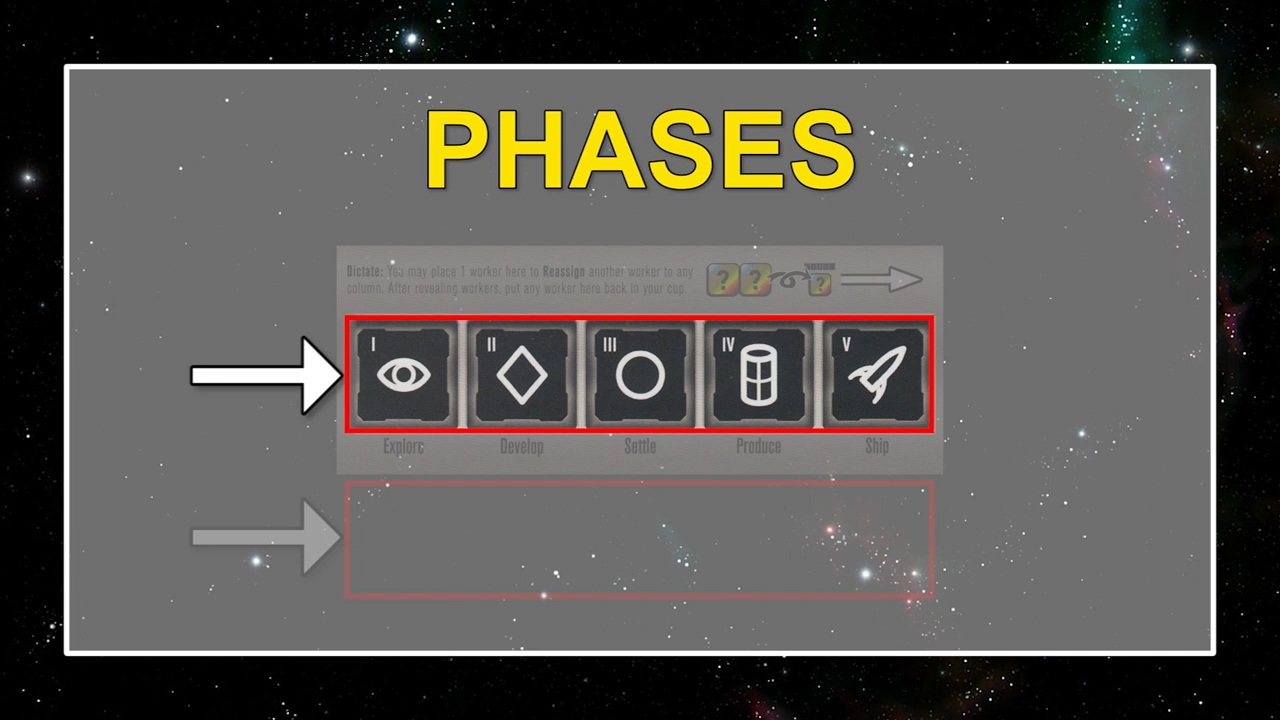 PHASES
Dictate: You may place 1 worker here to Reassign another worker to any
column. After revealing workers, put any worker here back in your cup.
? ? ?
I II III IV V
Explore Develop Settle Produce Ship